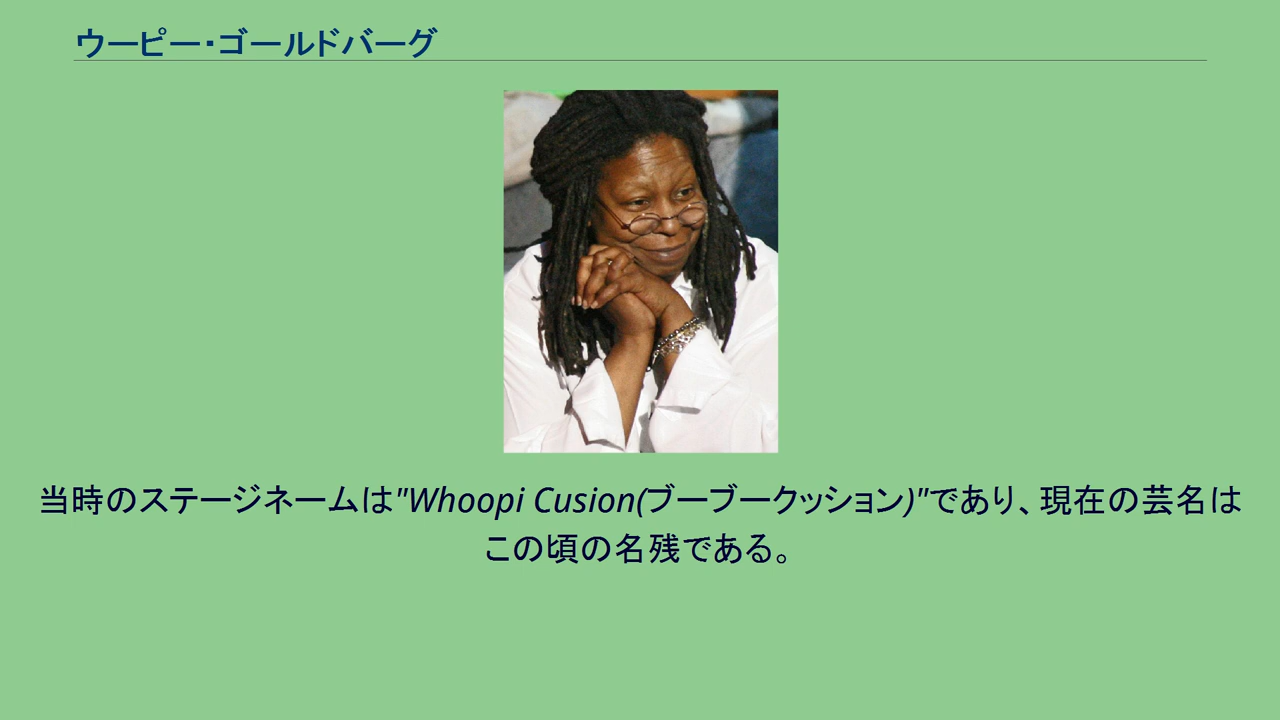 ウーピー・ゴールドバーグ
当時のステージネームは"Whoopi Cusion(ブーブークッション)"であり、現在の芸名は
この頃の名残である。